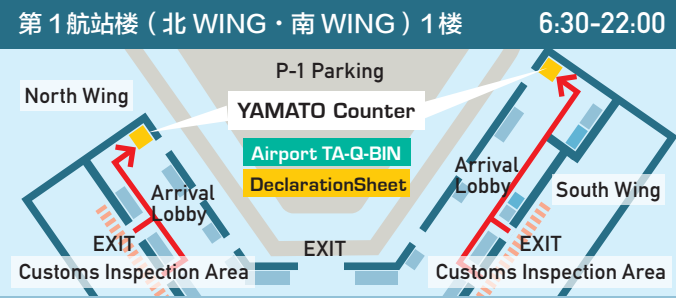 第1航站楼（北 WING・南 WING）1楼 6:30-22:00
P-1 Parking
North Wing
YAMATO Counter
Airport TA-Q-BIN
DeclarationSheet
Arrival
Lobby
Arrival
Lobby
South Wing
EXIT
EXIT
EXIT
Customs Inspection Area
Customs Inspection Area